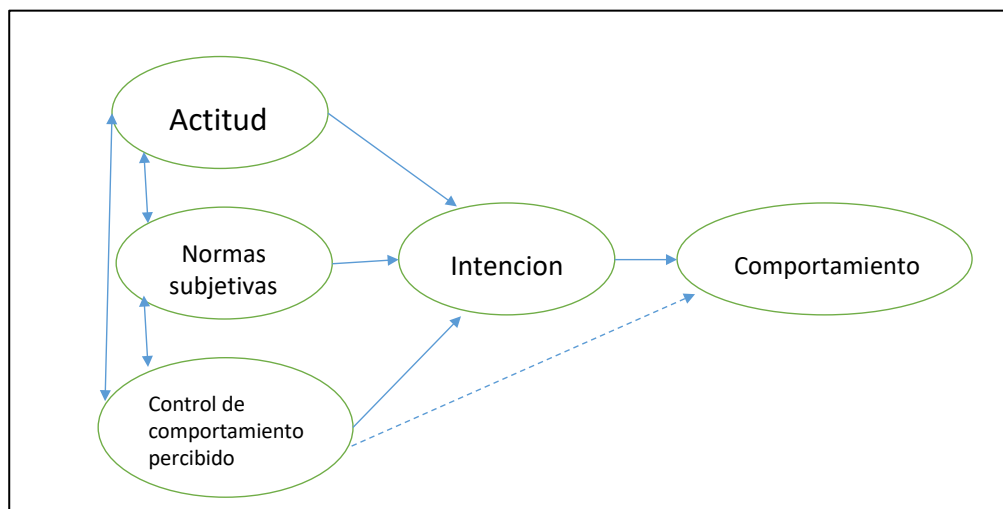 Actitud
Normas
subjetivas
Intencion
Comportamiento
Control de
comportamiento
percibido